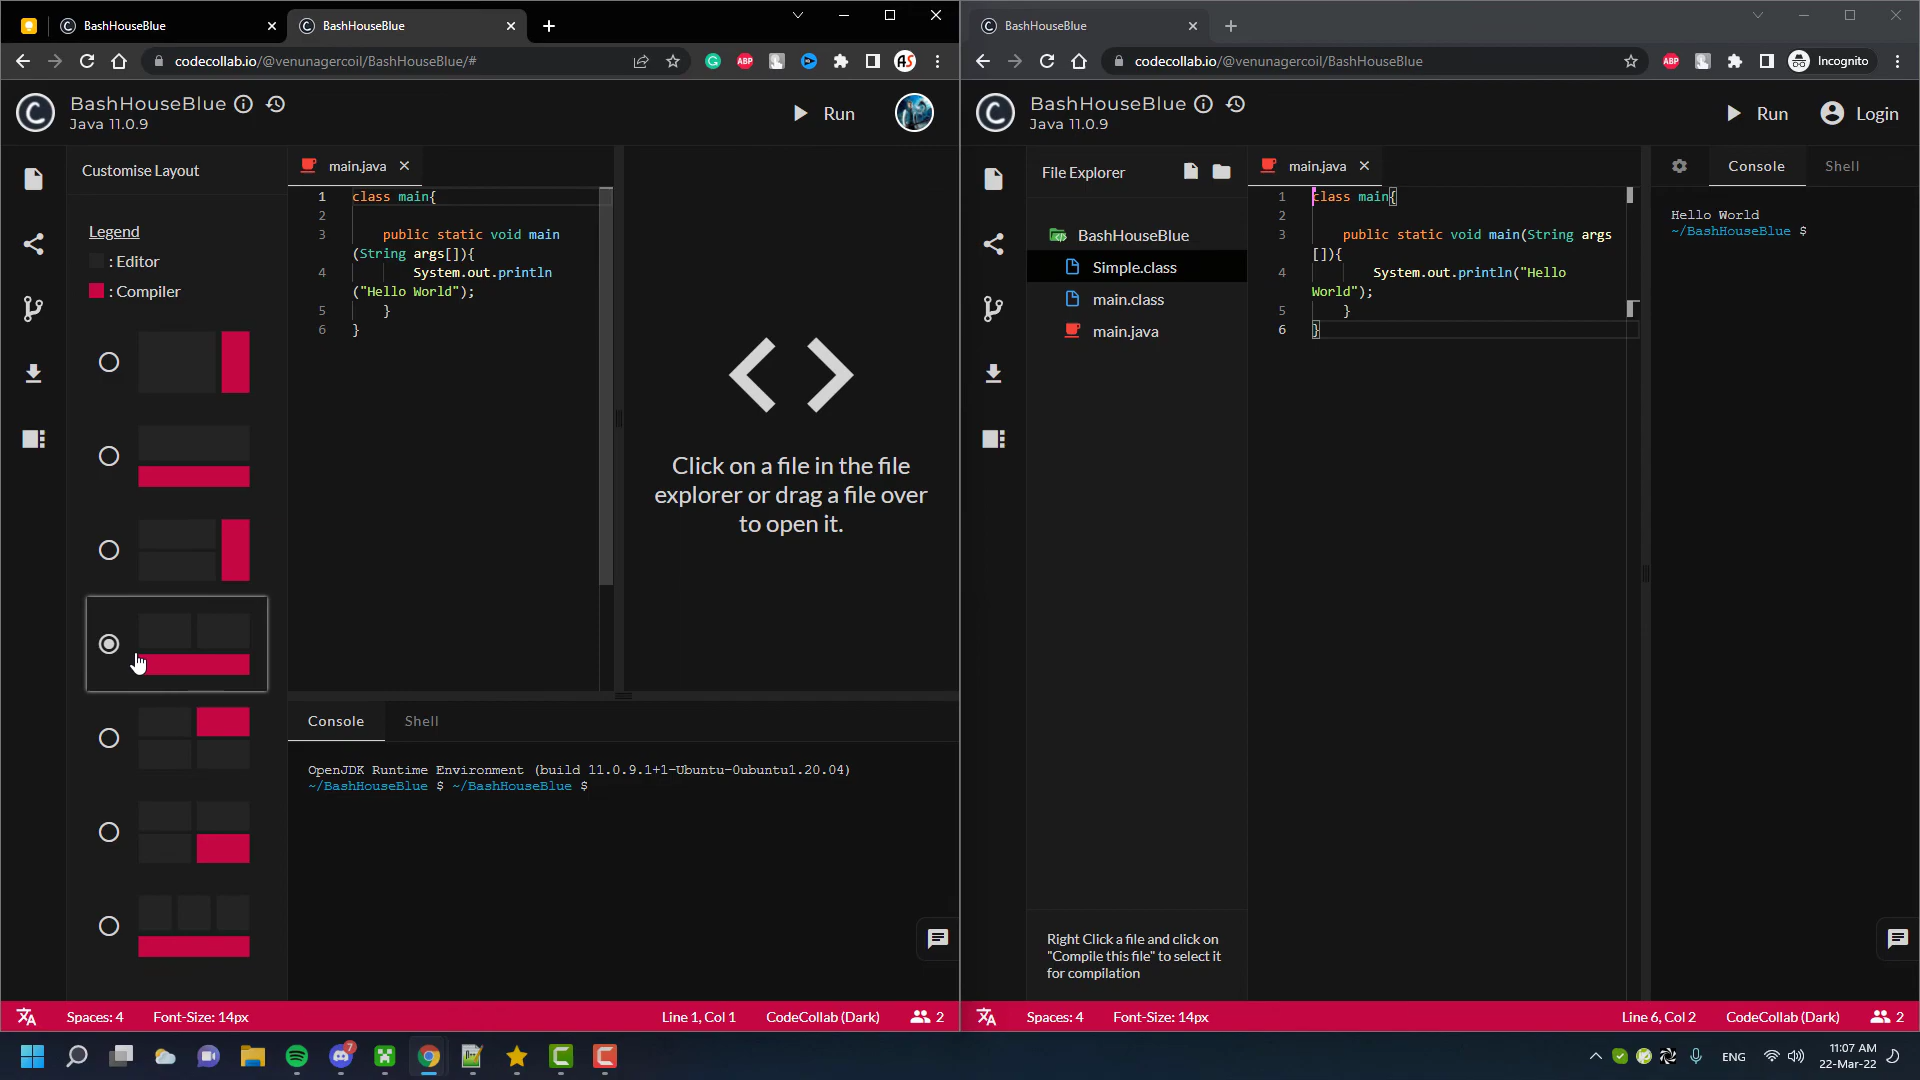 BashHouseBlue
BashHouseBlue
codecollab.io/@venunagercoil/BashHouseBlue/#
ABP
AS
BashHouseBlue
Java 11.0.9
Run
Customise Layout
Legend
: Editor
: Compiler
main.java
1 class main{
2
3 public static void main
(String args[]){
4 System.out.println
("Hello World");
5 }
6 }
Click on a file in the file
explorer or drag a file over
to open it.
Console
Shell
OpenJDK Runtime Environment (build 11.0.9.1+1-Ubuntu-0ubuntu1.20.04)
~/BashHouseBlue $ ~/BashHouseBlue $
Spaces: 4
Font-Size: 14px
Line 1, Col 1
CodeCollab (Dark)
2
BashHouseBlue
codecollab.io/@venunagercoil/BashHouseBlue
ABP
Incognito
BashHouseBlue
Java 11.0.9
Run
Login
File Explorer
BashHouseBlue
Simple.class
main.class
main.java
Right Click a file and click on
"Compile this file" to select it
for compilation
main.java
1 class main{
2
3 public static void main(String args
[]){
4 System.out.println("Hello
World");
5 }
6 }
Console
Shell
Hello World
~/BashHouseBlue $
Spaces: 4
Font-Size: 14px
Line 6, Col 2
CodeCollab (Dark)
2
7
ENG
11:07 AM
22-Mar-22